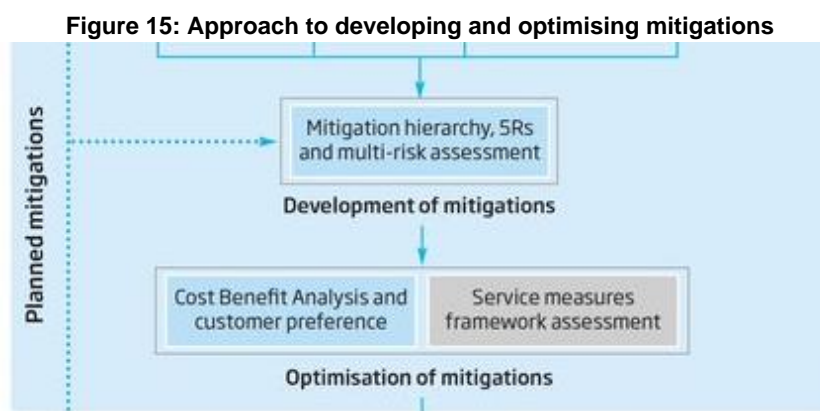 Figure 15: Approach to developing and optimising mitigations
Planned mitigations
Mitigation hierarchy, 5Rs
and multi-risk assessment
Development of mitigations
Cost Benefit Analysis and
customer preference
Service measures
framework assessment
Optimisation of mitigations